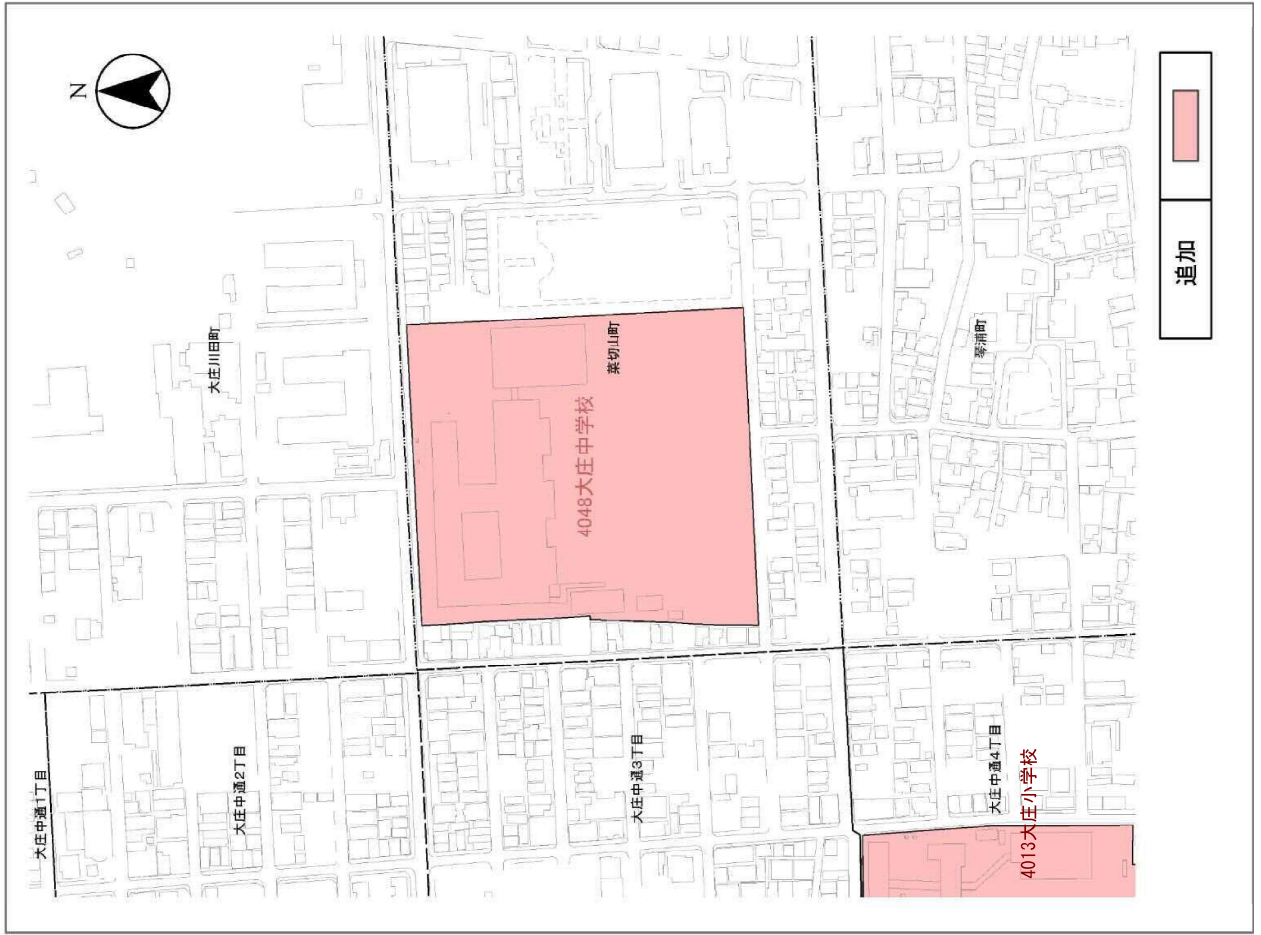 N
大庄中通1丁目
大庄中通2丁目
大庄中通3丁目
大庄中通4丁目
4013大庄小学校
大庄川田町
4048大庄中学校
菜切山町
琴浦町
追加